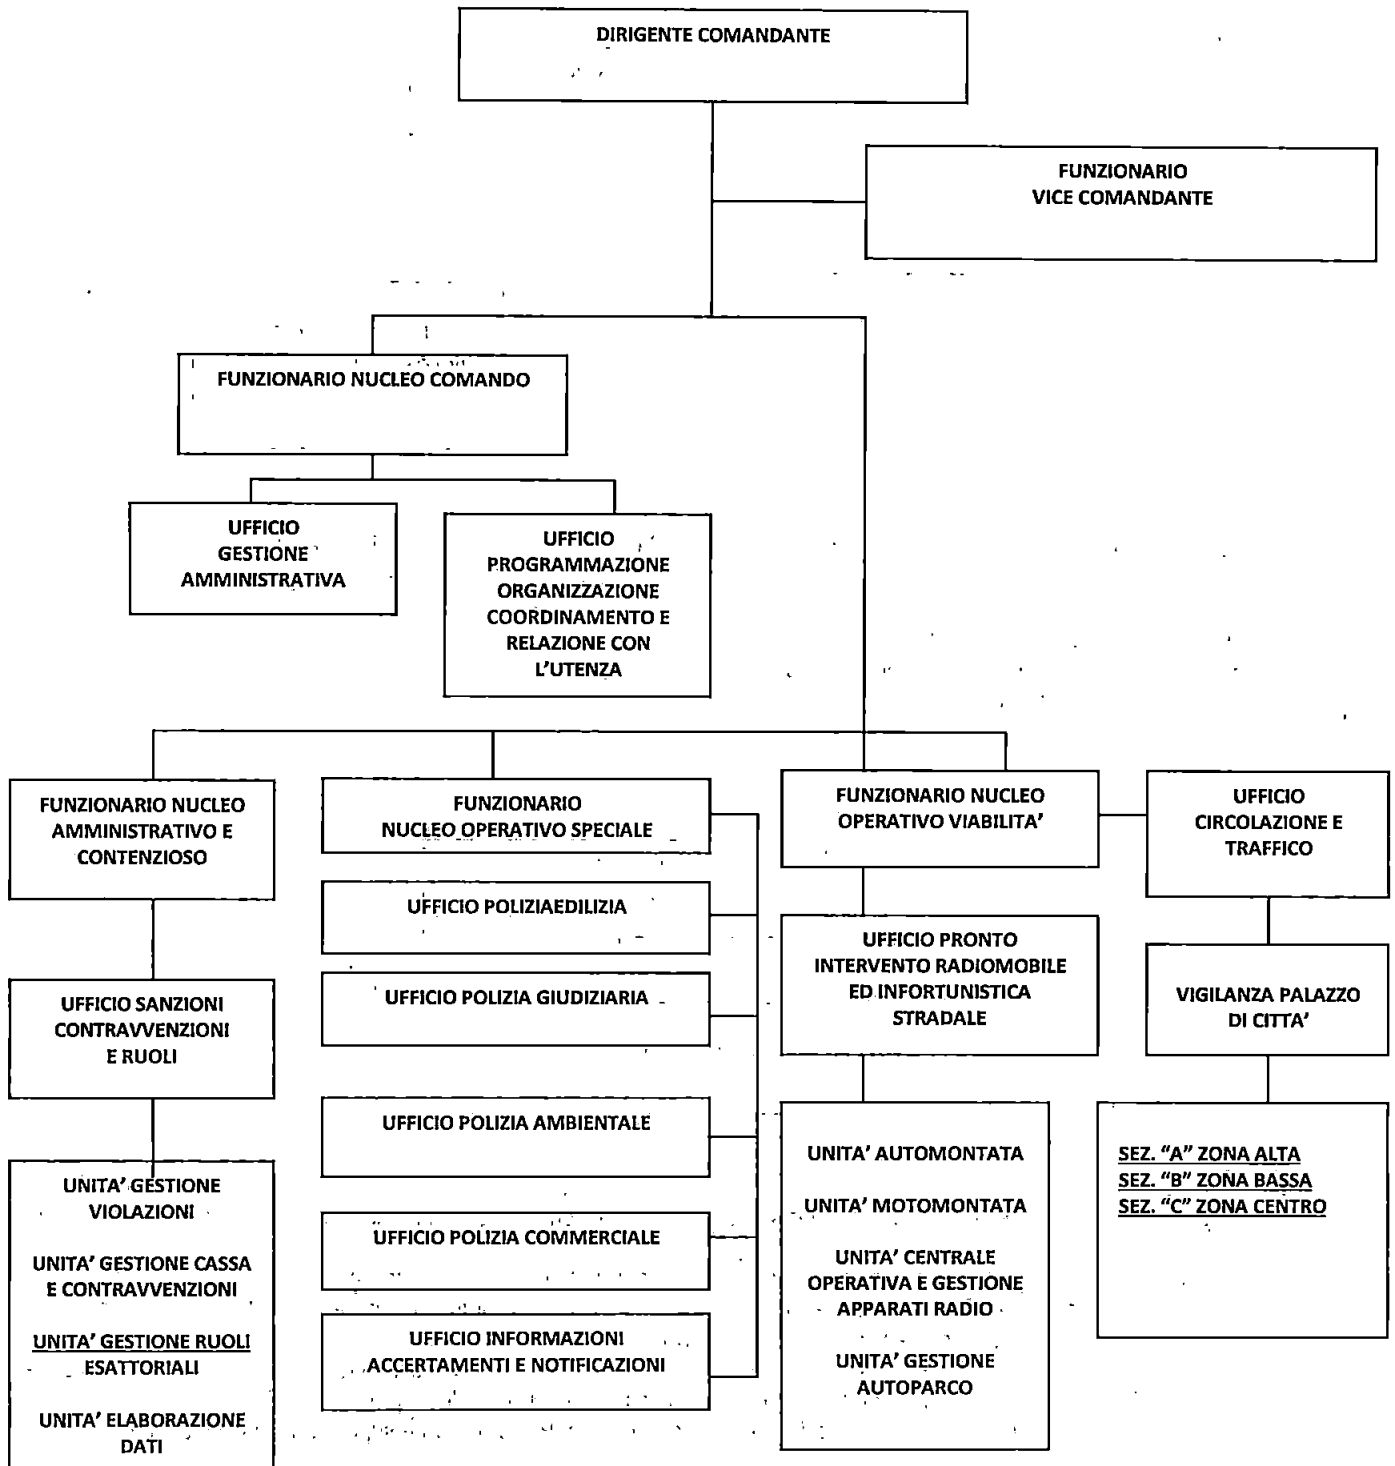 DIRIGENTE COMANDANTE
FUNZIONARIO
VICE COMANDANTE
FUNZIONARIO NUCLEO COMANDO
UFFICIO
GESTIONE
AMMINISTRATIVA
UFFICIO
PROGRAMMAZIONE
ORGANIZZAZIONE
COORDINAMENTO E
RELAZIONE CON
L'UTENZA
FUNZIONARIO NUCLEO
AMMINISTRATIVO E
CONTENZIOSO
UFFICIO SANZIONI
CONTRAVVENZIONI
E RUOLI
UNITA' GESTIONE
VIOLAZIONI
UNITA' GESTIONE CASSA
E CONTRAVVENZIONI
UNITA' GESTIONE RUOLI
ESATTORIALI
UNITA' ELABORAZIONE
DATI
FUNZIONARIO
NUCLEO OPERATIVO SPECIALE
UFFICIO POLIZIAEDILIZIA
UFFICIO POLIZIA GIUDIZIARIA
UFFICIO POLIZIA AMBIENTALE
UFFICIO POLIZIA COMMERCIALE
UFFICIO INFORMAZIONI
ACCERTAMENTI E NOTIFICAZIONI
FUNZIONARIO NUCLEO
OPERATIVO VIABILITA'
UFFICIO PRONTO
INTERVENTO RADIOMOBILE
ED INFORTUNISTICA
STRADALE
UNITA' AUTOMONTATA
UNITA' MOTOMONTATA
UNITA' CENTRALE
OPERATIVA E GESTIONE
APPARATI RADIO
UNITA' GESTIONE
AUTOPARCO
UFFICIO
CIRCOLAZIONE E
TRAFFICO
VIGILANZA PALAZZO
DI CITTA'
SEZ. "A" ZONA ALTA
SEZ. "B" ZONA BASSA
SEZ. "C" ZONA CENTRO